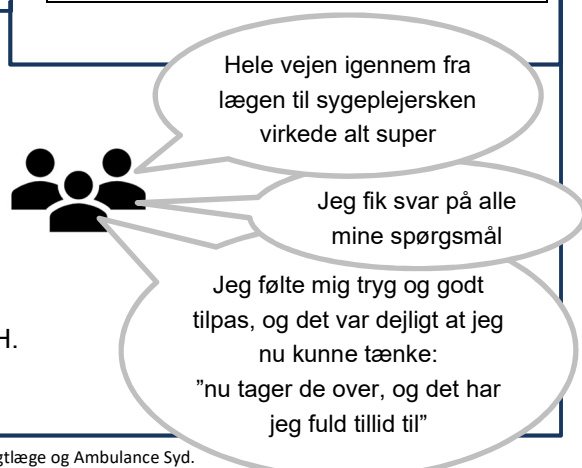 Hele vejen igennem fra
lægen til sygeplejersken
virkede alt super
Jeg fik svar på alle
mine spørgsmål
Jeg følte mig tryg og godt
tilpas, og det var dejligt at jeg
nu kunne tænke:
”nu tager de over, og det har
jeg fuld tillid til”
H.
gtlæge og Ambulance Syd.